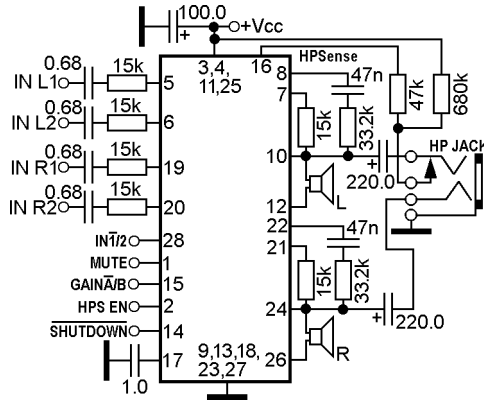 100.0
+Vcc
0.68
15k
IN L1
5
3,4,
11,25
16
HPSense
8
47n
7
15k
33.2k
47k
680k
0.68
15k
IN L2
6
10
HP JACK
220.0
0.68
15k
IN R1
19
12
L
0.68
15k
IN R2
20
22
47n
21
IN1̅/2
28
MUTE
1
15k
33.2k
GAINA̅/B
15
HPS EN
2
24
220.0
SHUTDOWN
14
R
17
9,13,18,
23,27
26
1.0